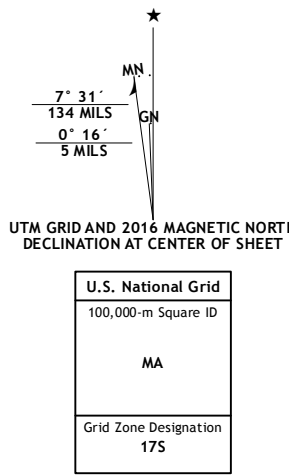 ★
MN
7° 31´
134 MILS
GN
0° 16´
5 MILS
UTM GRID AND 2016 MAGNETIC NORTH
DECLINATION AT CENTER OF SHEET
U.S. National Grid
100,000-m Square ID
MA
Grid Zone Designation
17S